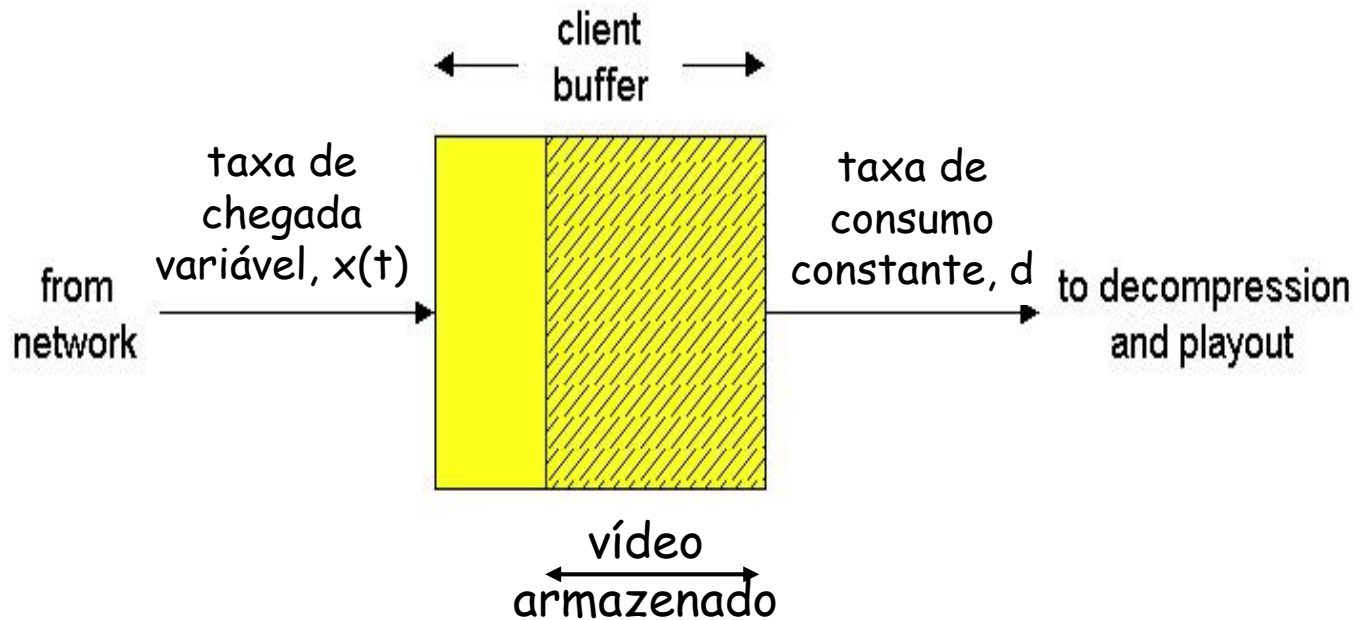 client
buffer
taxa de
chegada
variável, x(t)
from
network
taxa de
consumo
constante, d
to decompression
and playout
vídeo
armazenado